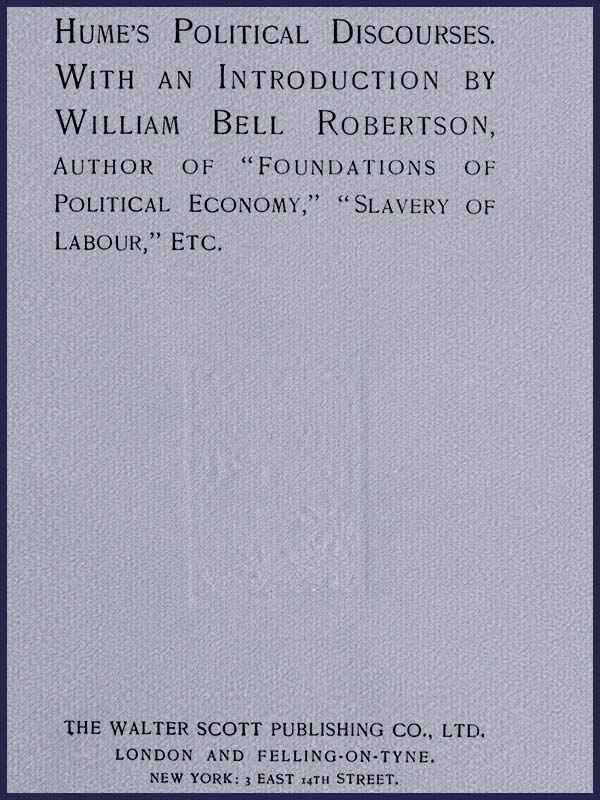 HUME'S POLITICAL DISCOURSES.
WITH AN INTRODUCTION BY
WILLIAM BELL ROBERTSON,
AUTHOR OF “FOUNDATIONS OF
POLITICAL ECONOMY,” “SLAVERY OF
LABOUR,” ETC.
THE WALTER SCOTT PUBLISHING CO., LTD.
LONDON AND FELLING-ON-TYNE.
NEW YORK: 3 EAST 14TH STREET.